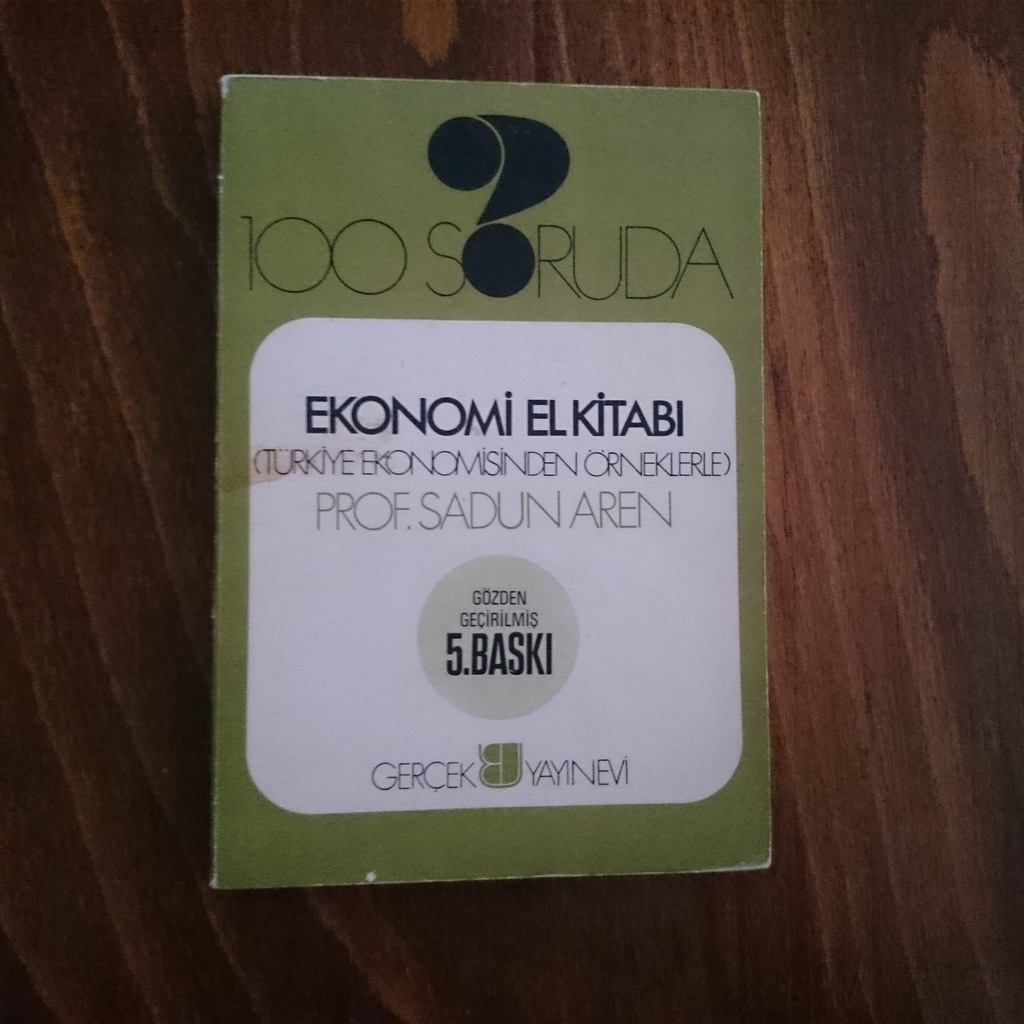 100 SORUDA
EKONOMİ EL KİTABI
(TÜRKİYE EKONOMİSİNDEN ÖRNEKLERLE)
PROF. SADUN AREN
GÖZDEN
GEÇİRİLMİŞ
5.BASKI
GERÇEK YAYINEVİ